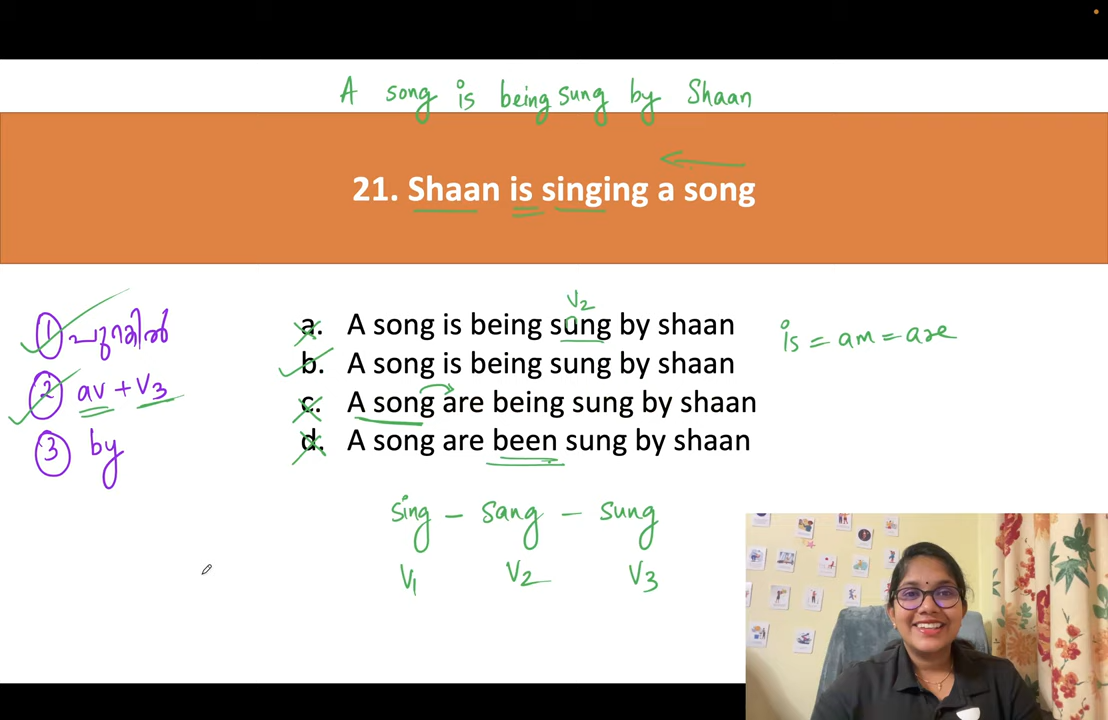 A song is being sung by Shaan
21. Shaan is singing a song
V2
a. A song is being sung by shaan
b. A song is being sung by shaan
c. A song are being sung by shaan
d. A song are been sung by shaan
is = am = are
1
2 av + V3
3 by
sing – sang – sung
V1 V2 V3